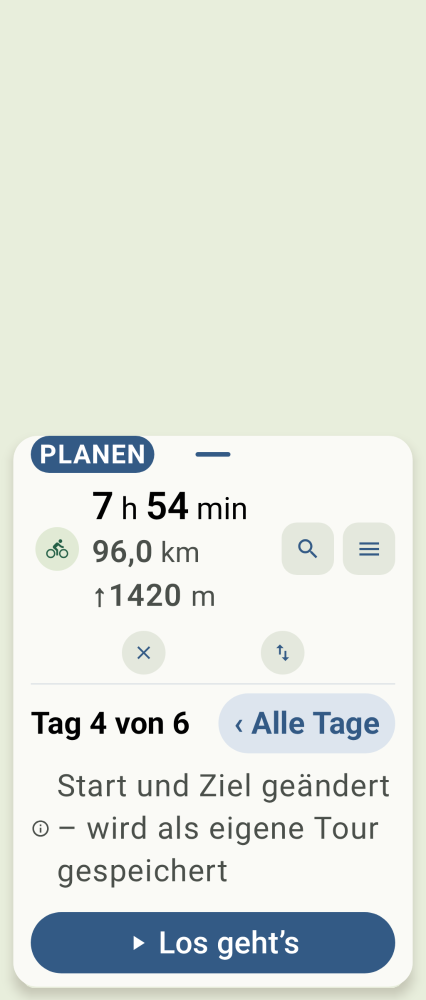 PLANEN
7 h 54 min
96,0 km
↑1420 m
Tag 4 von 6
‹ Alle Tage
Start und Ziel geändert
– wird als eigene Tour
gespeichert
Los geht’s